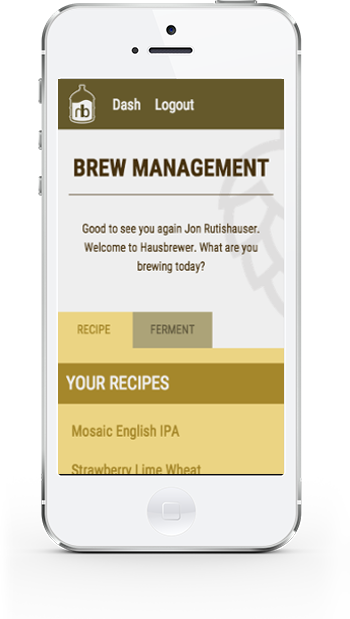 hb
Dash Logout
BREW MANAGEMENT
Good to see you again Jon Rutishauser.
Welcome to Hausbrewer. What are you
brewing today?
RECIPE FERMENT
YOUR RECIPES
Mosaic English IPA
Strawberry Lime Wheat